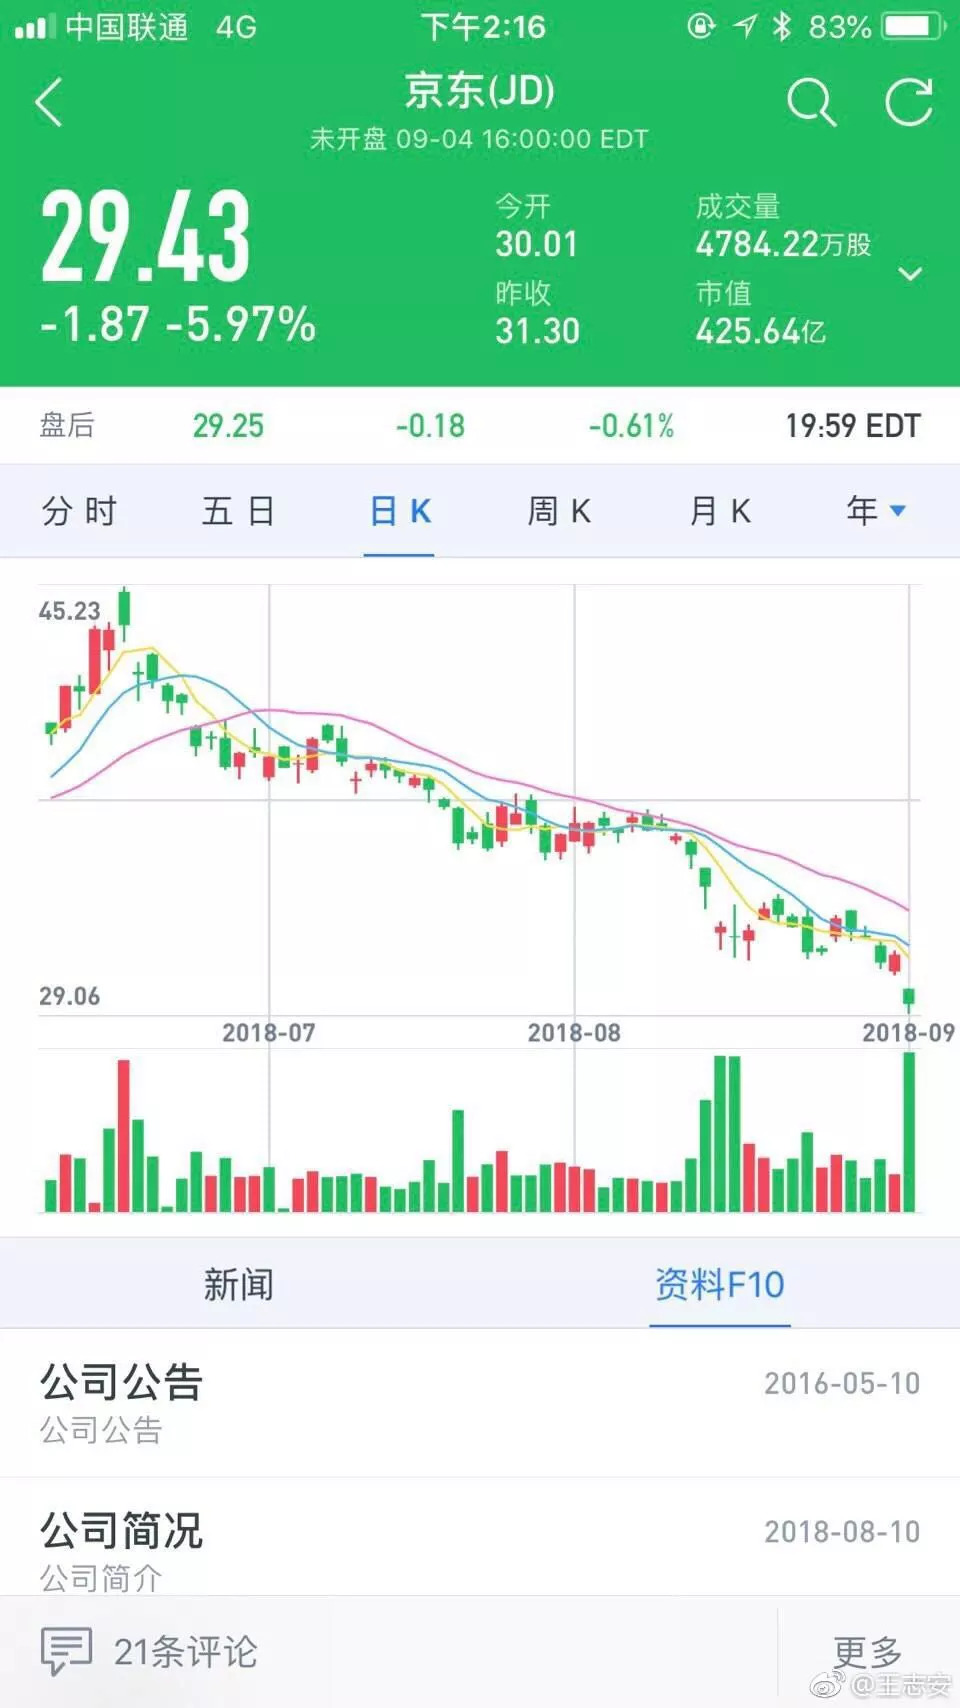 中国联通 4G 下午2:16 83%
京东(JD)
未开盘 09-04 16:00:00 EDT
29.43
-1.87 -5.97%
今开
30.01
昨收
31.30
成交量
4784.22万股
市值
425.64亿
盘后 29.25 -0.18 -0.61% 19:59 EDT
分时 五日 日K 周K 月K 年
45.23
29.06
2018-07 2018-08 2018-09
新闻 资料F10
公司公告 2016-05-10
公司公告
公司简况 2018-08-10
公司简介
21条评论 更多
@王志安